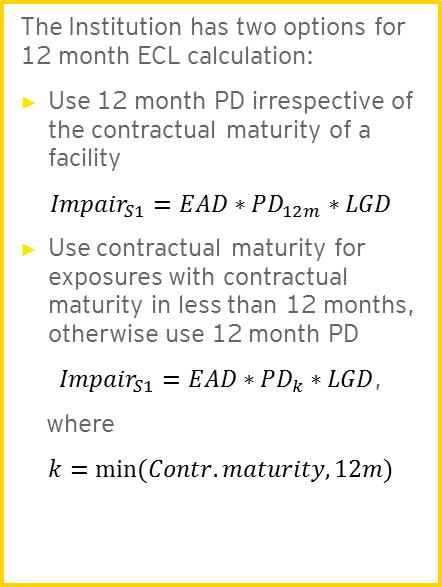 The Institution has two options for
12 month ECL calculation:
► Use 12 month PD irrespective of
the contractual maturity of a
facility
Impair_{S1} = EAD * PD_{12m} * LGD
► Use contractual maturity for
exposures with contractual
maturity in less than 12 months,
otherwise use 12 month PD
Impair_{S1} = EAD * PD_{k} * LGD,
where
k = min(Contr.maturity, 12m)